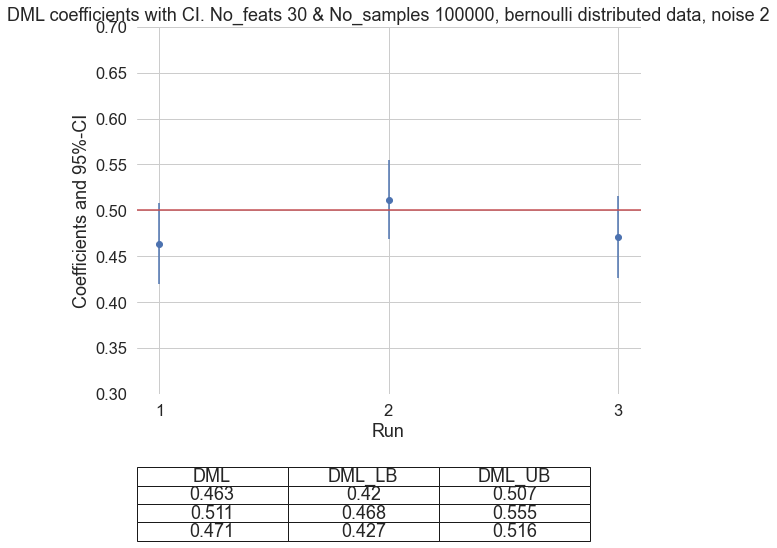 DML coefficients with CI. No_feats 30 & No_samples 100000, bernoulli distributed data, noise 2
0.70
0.65
0.60
0.55
0.50
0.45
0.40
0.35
0.30
Coefficients and 95%-CI
1 2 3
Run
DML DML_LB DML_UB
0.463 0.42 0.507
0.511 0.468 0.555
0.471 0.427 0.516